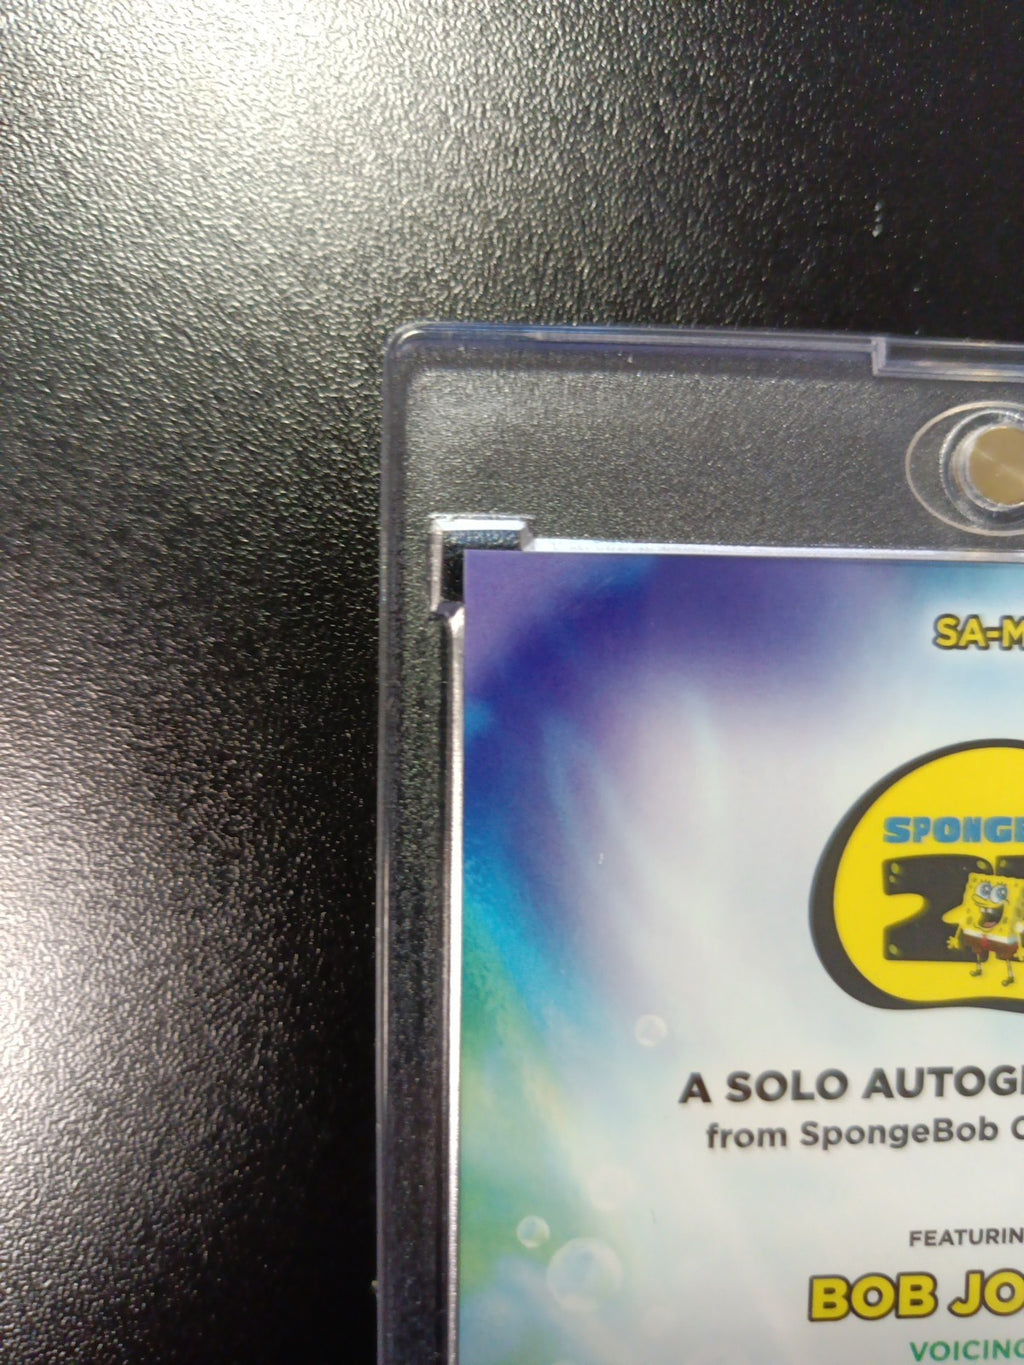 SA-M
SPONGE
A SOLO AUTOG
from SpongeBob
FEATURIN
BOB JO
VOICING